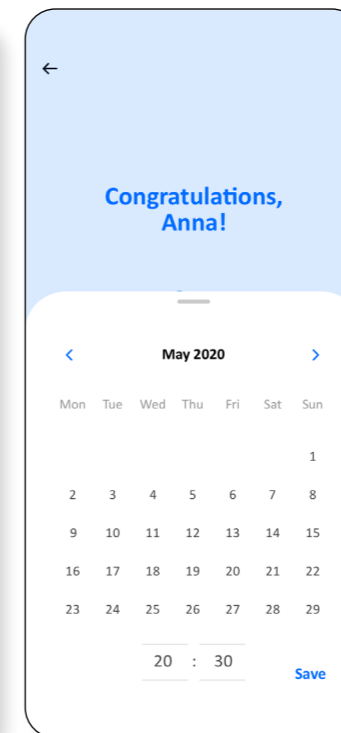 Congratulations,
Anna!
May 2020
Mon Tue Wed Thu Fri Sat Sun
1
2 3 4 5 6 7 8
9 10 11 12 13 14 15
16 17 18 19 20 21 22
23 24 25 26 27 28 29
20 : 30
Save